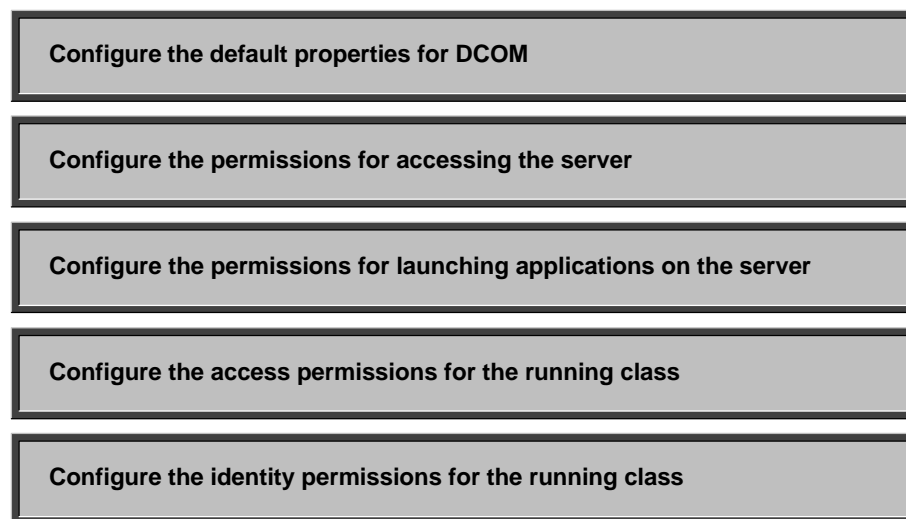 Configure the default properties for DCOM
Configure the permissions for accessing the server
Configure the permissions for launching applications on the server
Configure the access permissions for the running class
Configure the identity permissions for the running class